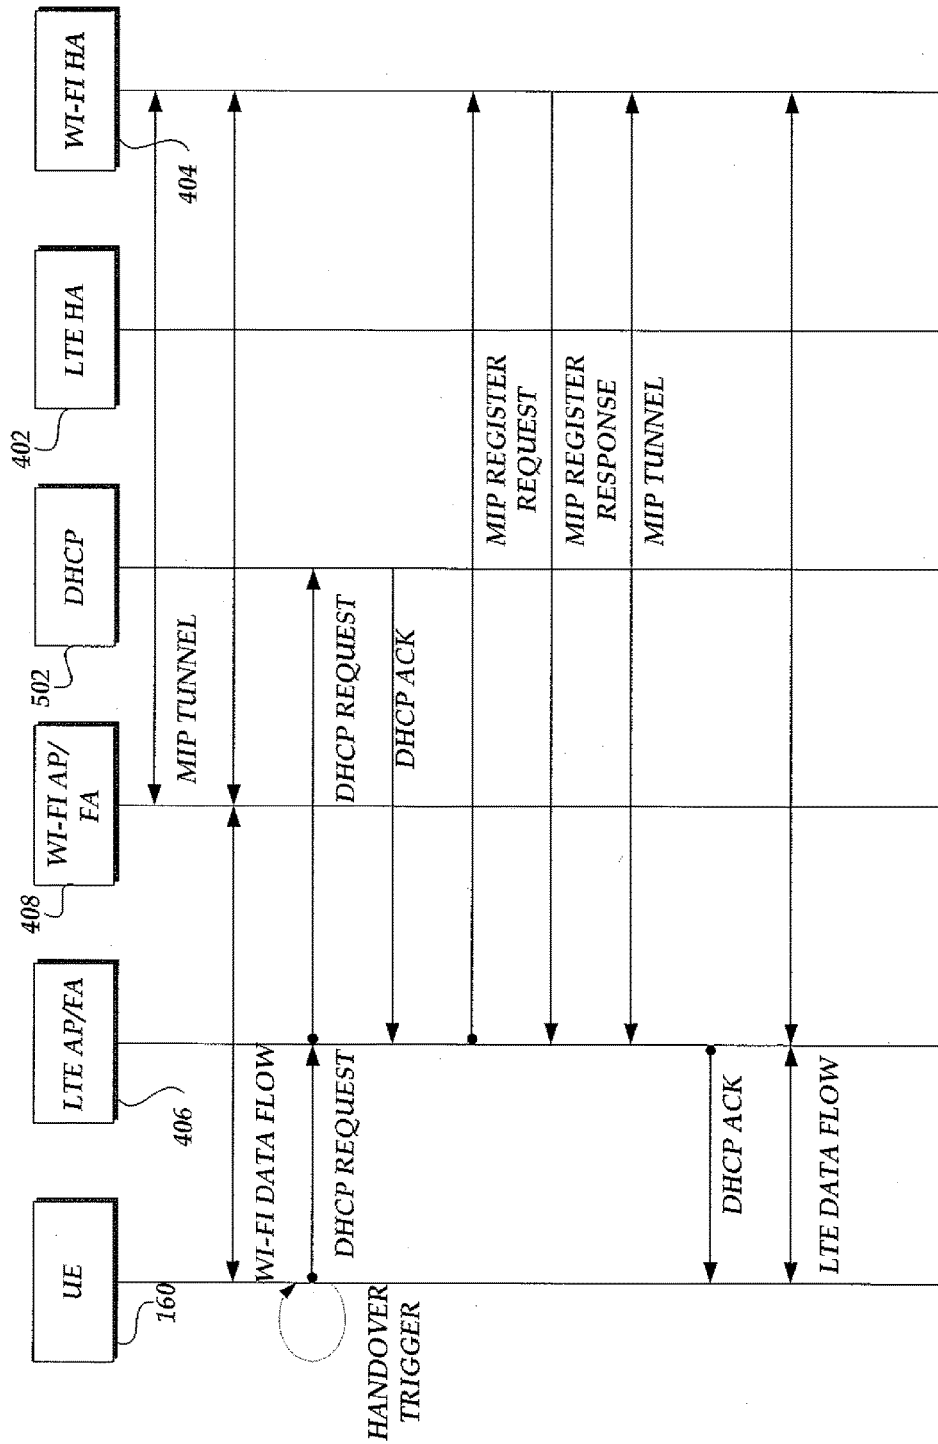 UE
160
LTE AP/FA
406
WI-FI AP/
FA
408
DHCP
502
LTE HA
402
WI-FI HA
404
MIP TUNNEL
WI-FI DATA FLOW
HANDOVER
TRIGGER
DHCP REQUEST
DHCP REQUEST
DHCP ACK
MIP REGISTER
REQUEST
MIP REGISTER
RESPONSE
MIP TUNNEL
DHCP ACK
LTE DATA FLOW